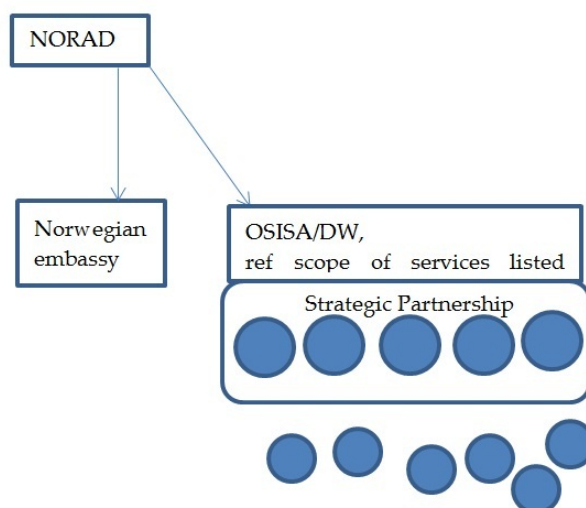 NORAD
Norwegian
embassy
OSISA/DW,
ref scope of services listed
Strategic Partnership